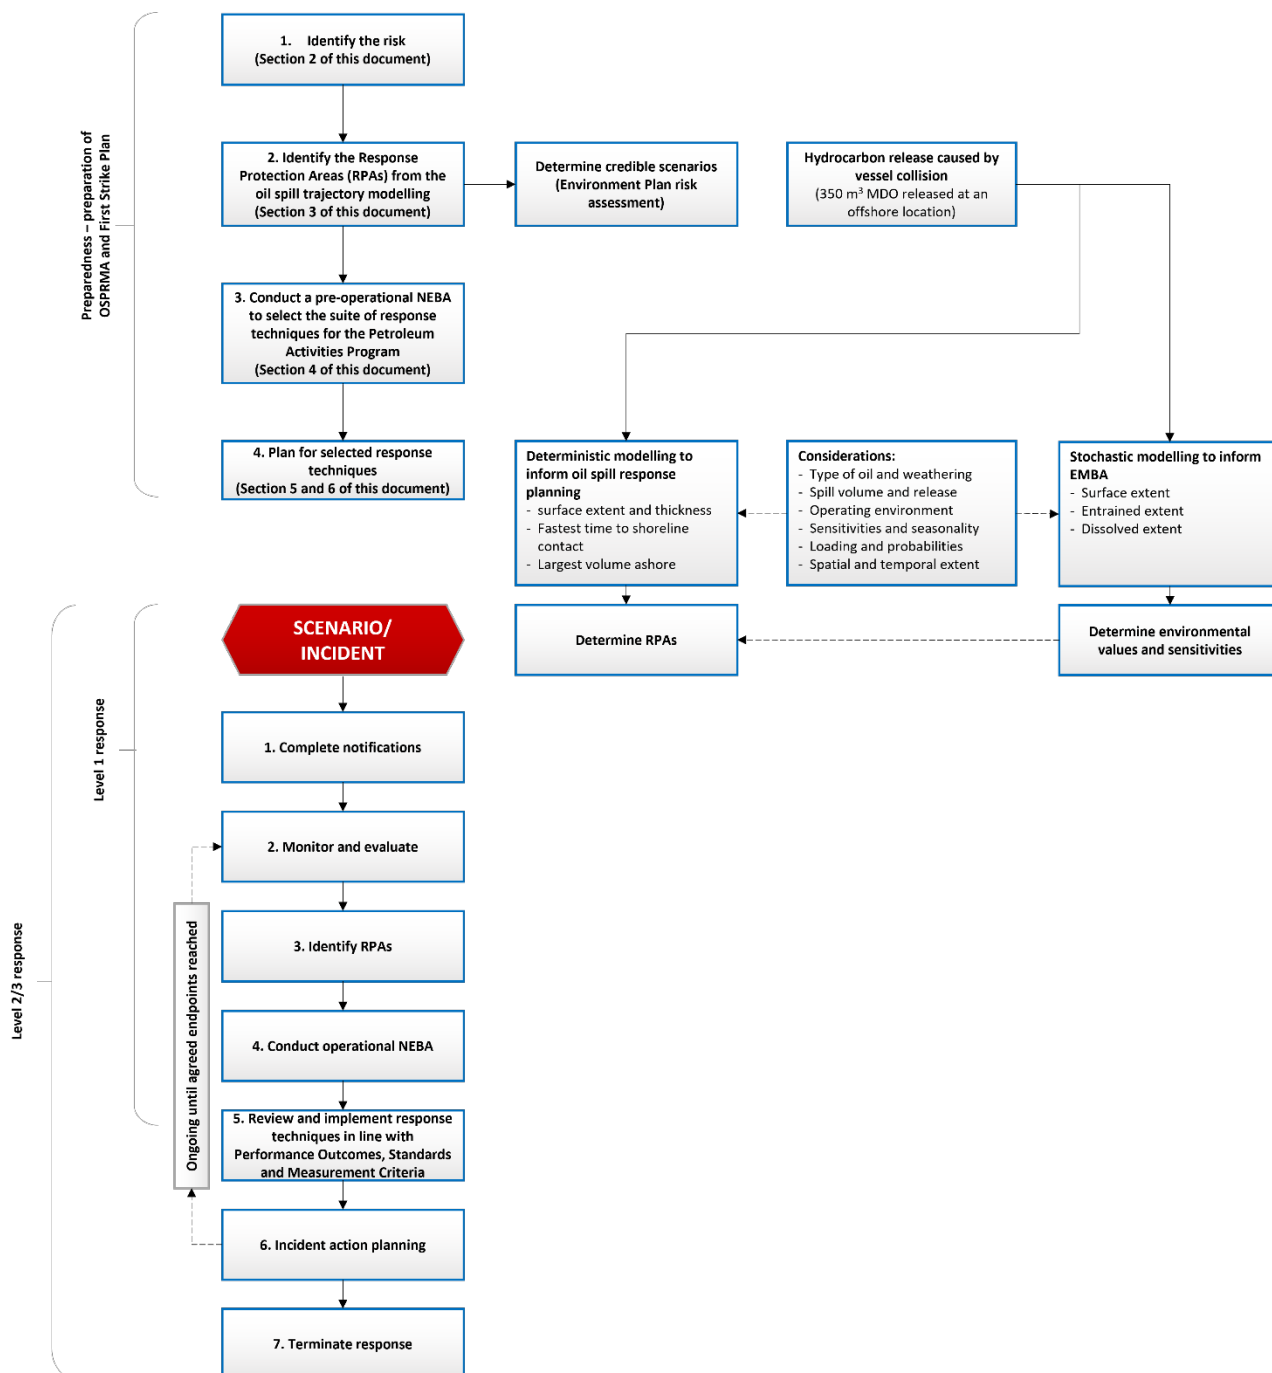 Preparedness – preparation of
OSPRMA and First Strike Plan
1. Identify the risk
(Section 2 of this document)
2. Identify the Response
Protection Areas (RPAs) from the
oil spill trajectory modelling
(Section 3 of this document)
Determine credible scenarios
(Environment Plan risk
assessment)
Hydrocarbon release caused by
vessel collision
(350 m³ MDO released at an
offshore location)
3. Conduct a pre-operational NEBA
to select the suite of response
techniques for the Petroleum
Activities Program
(Section 4 of this document)
4. Plan for selected response
techniques
(Section 5 and 6 of this document)
Deterministic modelling to
inform oil spill response
planning
- surface extent and thickness
- Fastest time to shoreline
contact
- Largest volume ashore
Considerations:
- Type of oil and weathering
- Spill volume and release
- Operating environment
- Sensitivities and seasonality
- Loading and probabilities
- Spatial and temporal extent
Stochastic modelling to inform
EMBA
- Surface extent
- Entrained extent
- Dissolved extent
Determine RPAs
Determine environmental
values and sensitivities
Level 2/3 response
Level 1 response
SCENARIO/
INCIDENT
1. Complete notifications
2. Monitor and evaluate
3. Identify RPAs
4. Conduct operational NEBA
5. Review and implement response
techniques in line with
Performance Outcomes, Standards
and Measurement Criteria
Ongoing until agreed endpoints reached
6. Incident action planning
7. Terminate response